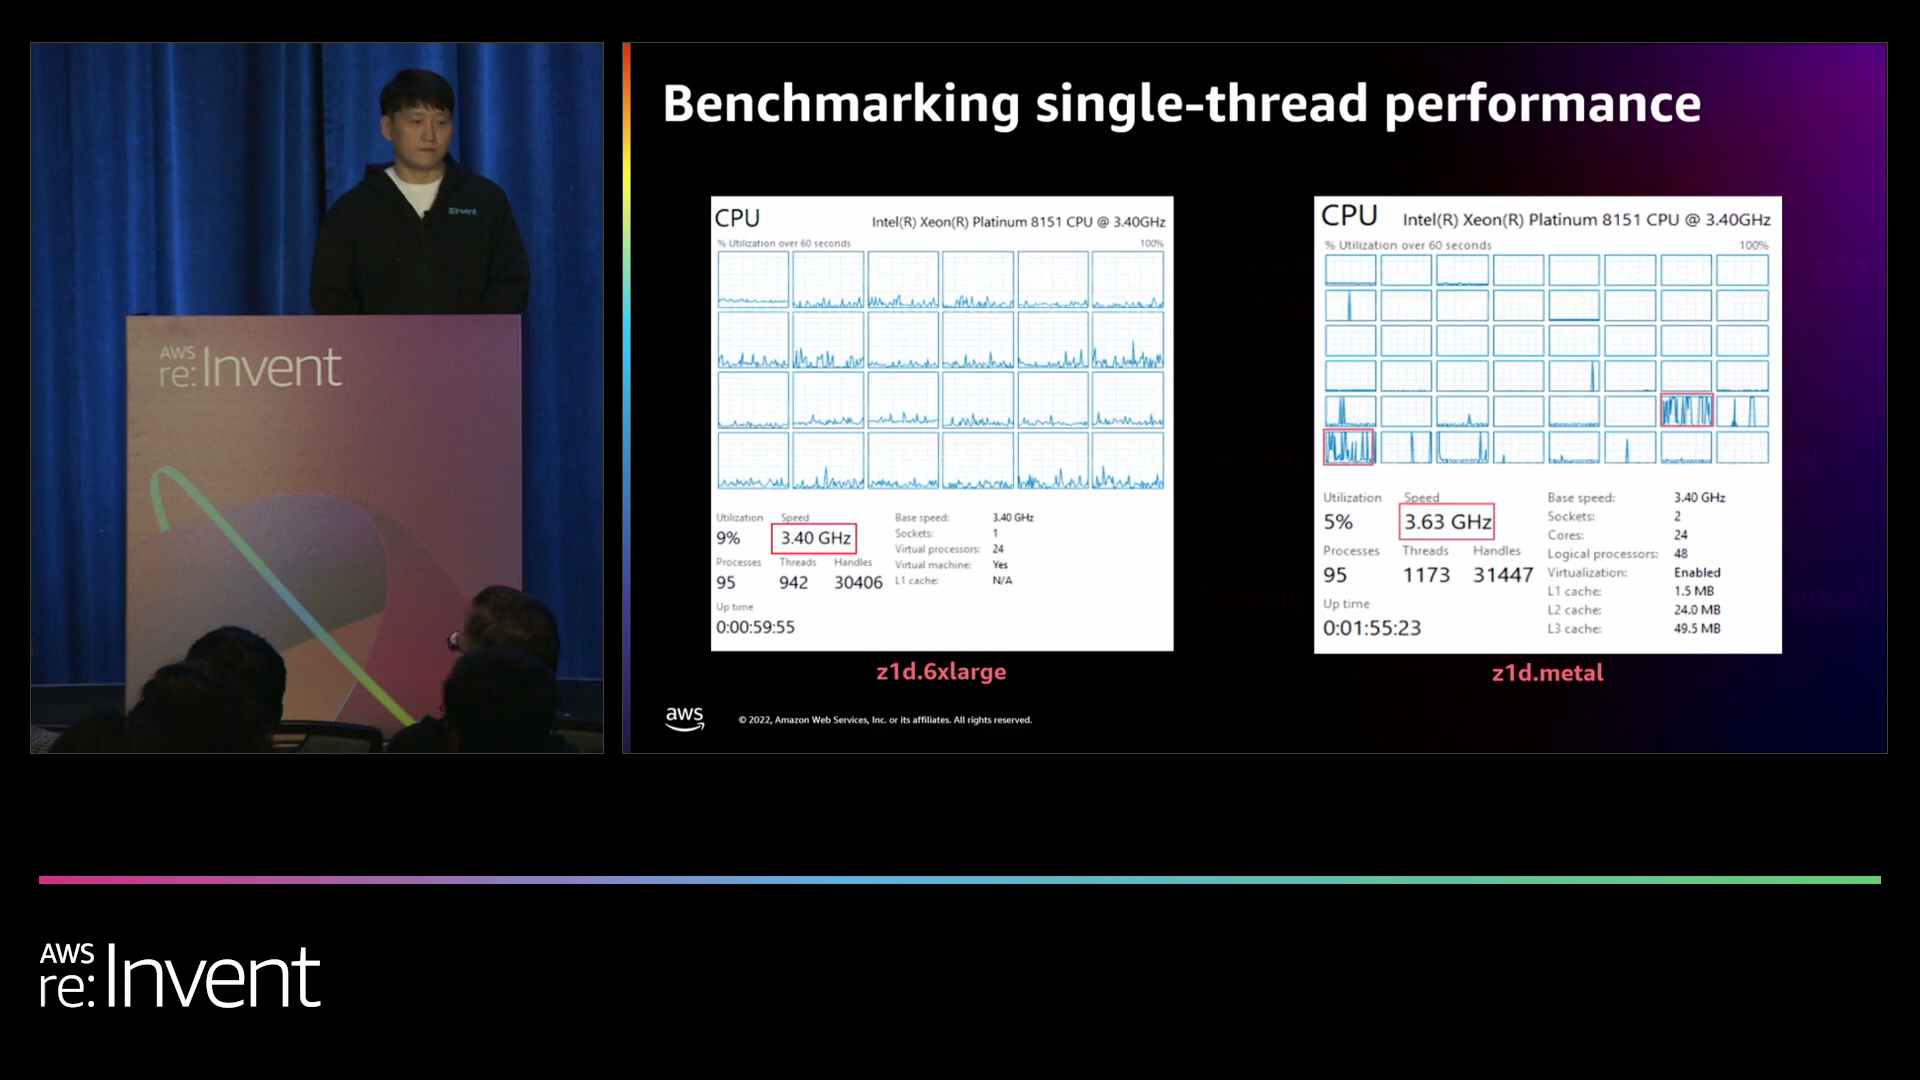 Benchmarking single-thread performance
CPU
Intel(R) Xeon(R) Platinum 8151 CPU @ 3.40GHz
% Utilization over 60 seconds
100%
Utilization
Speed
9%
3.40 GHz
Processes
Threads
Handles
95
942
30406
Up time
0:00:59:55
Base speed:
3.40 GHz
Sockets:
1
Virtual processors:
24
Virtual machine:
Yes
L1 cache:
N/A
z1d.6xlarge
CPU
Intel(R) Xeon(R) Platinum 8151 CPU @ 3.40GHz
% Utilization over 60 seconds
100%
Utilization
Speed
5%
3.63 GHz
Processes
Threads
Handles
95
1173
31447
Up time
0:01:55:23
Base speed:
3.40 GHz
Sockets:
2
Cores:
24
Logical processors:
48
Virtualization:
Enabled
L1 cache:
1.5 MB
L2 cache:
24.0 MB
L3 cache:
49.5 MB
z1d.metal
aws
© 2022, Amazon Web Services, Inc. or its affiliates. All rights reserved.
AWS
re:Invent
AWS
re:Invent